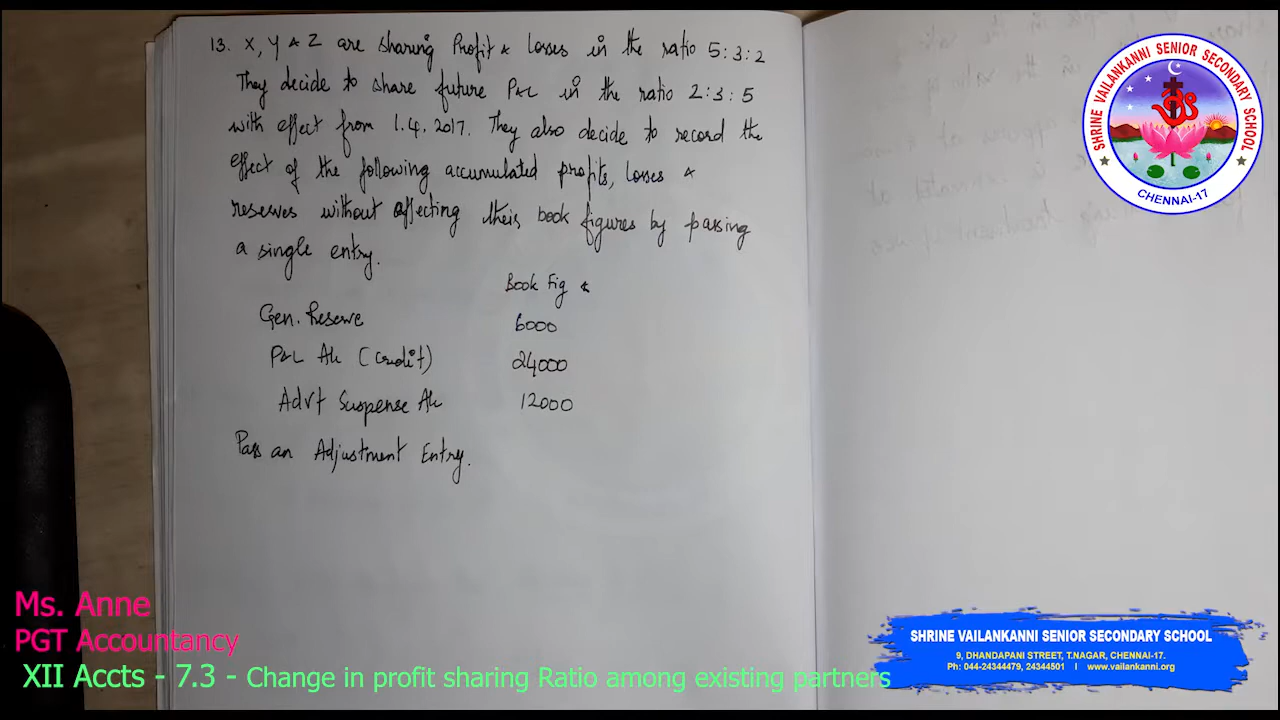 13. X, Y & Z are sharing Profit & losses in the ratio 5:3:2
They decide to share future P&L in the ratio 2:3:5
with effect from 1.4.2017. They also decide to record the
effect of the following accumulated profits, losses &
reserves without affecting their book figures by passing
a single entry.
Book Fig ₹
Gen. Reserve 6000
P&L A/c (Credit) 24000
Advt Suspense A/c 12000
Pass an Adjustment Entry.
SHRINE VAILANKANNI SENIOR SECONDARY SCHOOL
CHENNAI-17
Ms. Anne
PGT Accountancy
XII Accts - 7.3 - Change in profit sharing Ratio among existing partners
SHRINE VAILANKANNI SENIOR SECONDARY SCHOOL
9, DHANDAPANI STREET, T.NAGAR, CHENNAI-17.
Ph: 044-24344479, 24344501 I www.vailankanni.org